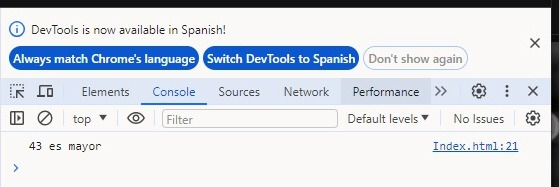 DevTools is now available in Spanish!
Always match Chrome's language Switch DevTools to Spanish Don't show again
Elements Console Sources Network Performance
top Filter Default levels No Issues
43 es mayor Index.html:21